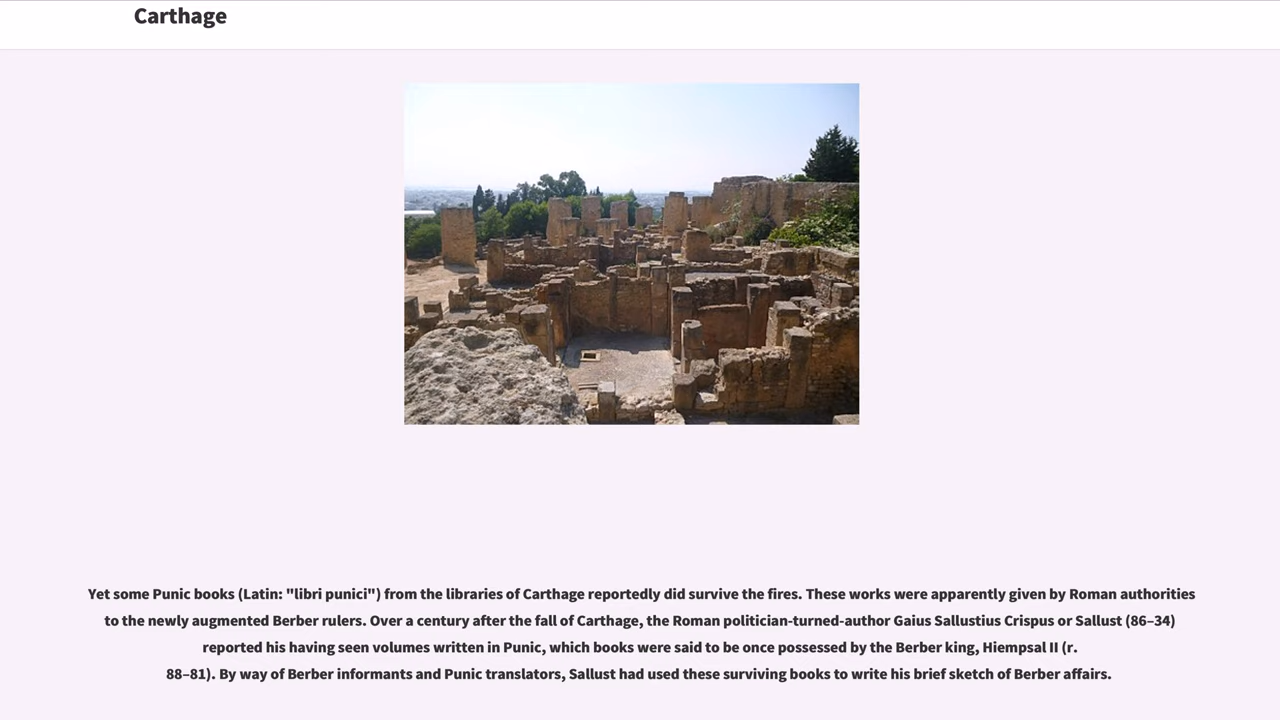 Carthage
Yet some Punic books (Latin: "libri punici") from the libraries of Carthage reportedly did survive the fires. These works were apparently given by Roman authorities
to the newly augmented Berber rulers. Over a century after the fall of Carthage, the Roman politician-turned-author Gaius Sallustius Crispus or Sallust (86–34)
reported his having seen volumes written in Punic, which books were said to be once possessed by the Berber king, Hiempsal II (r.
88–81). By way of Berber informants and Punic translators, Sallust had used these surviving books to write his brief sketch of Berber affairs.